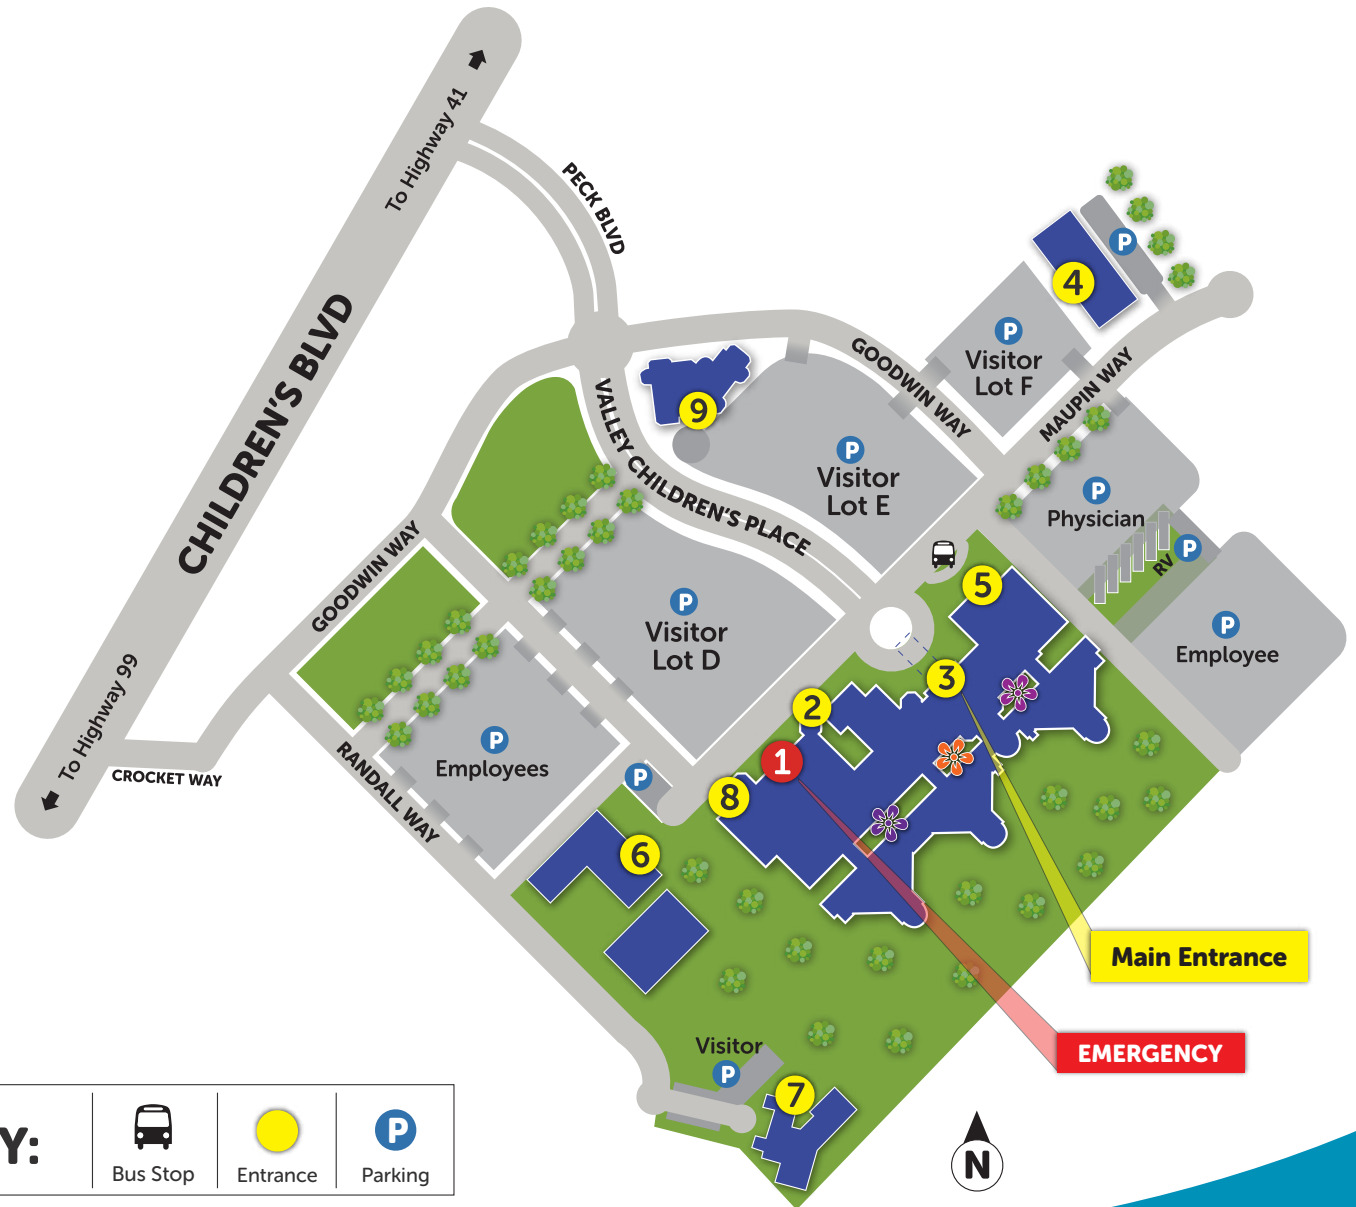 To Highway 41
PECK BLVD
CHILDREN'S BLVD
P
4
GOODWIN WAY
P
Visitor
Lot F
MAUPIN WAY
9
VALLEY CHILDREN'S PLACE
P
Visitor
Lot E
P
Physician
RV
P
GOODWIN WAY
5
P
Visitor
Lot D
P
Employee
To Highway 99
CROCKET WAY
RANDALL WAY
P
Employees
P
3
2
1
8
6
Main Entrance
EMERGENCY
Visitor
P
7
N
Y:
Bus Stop
Entrance
P
Parking